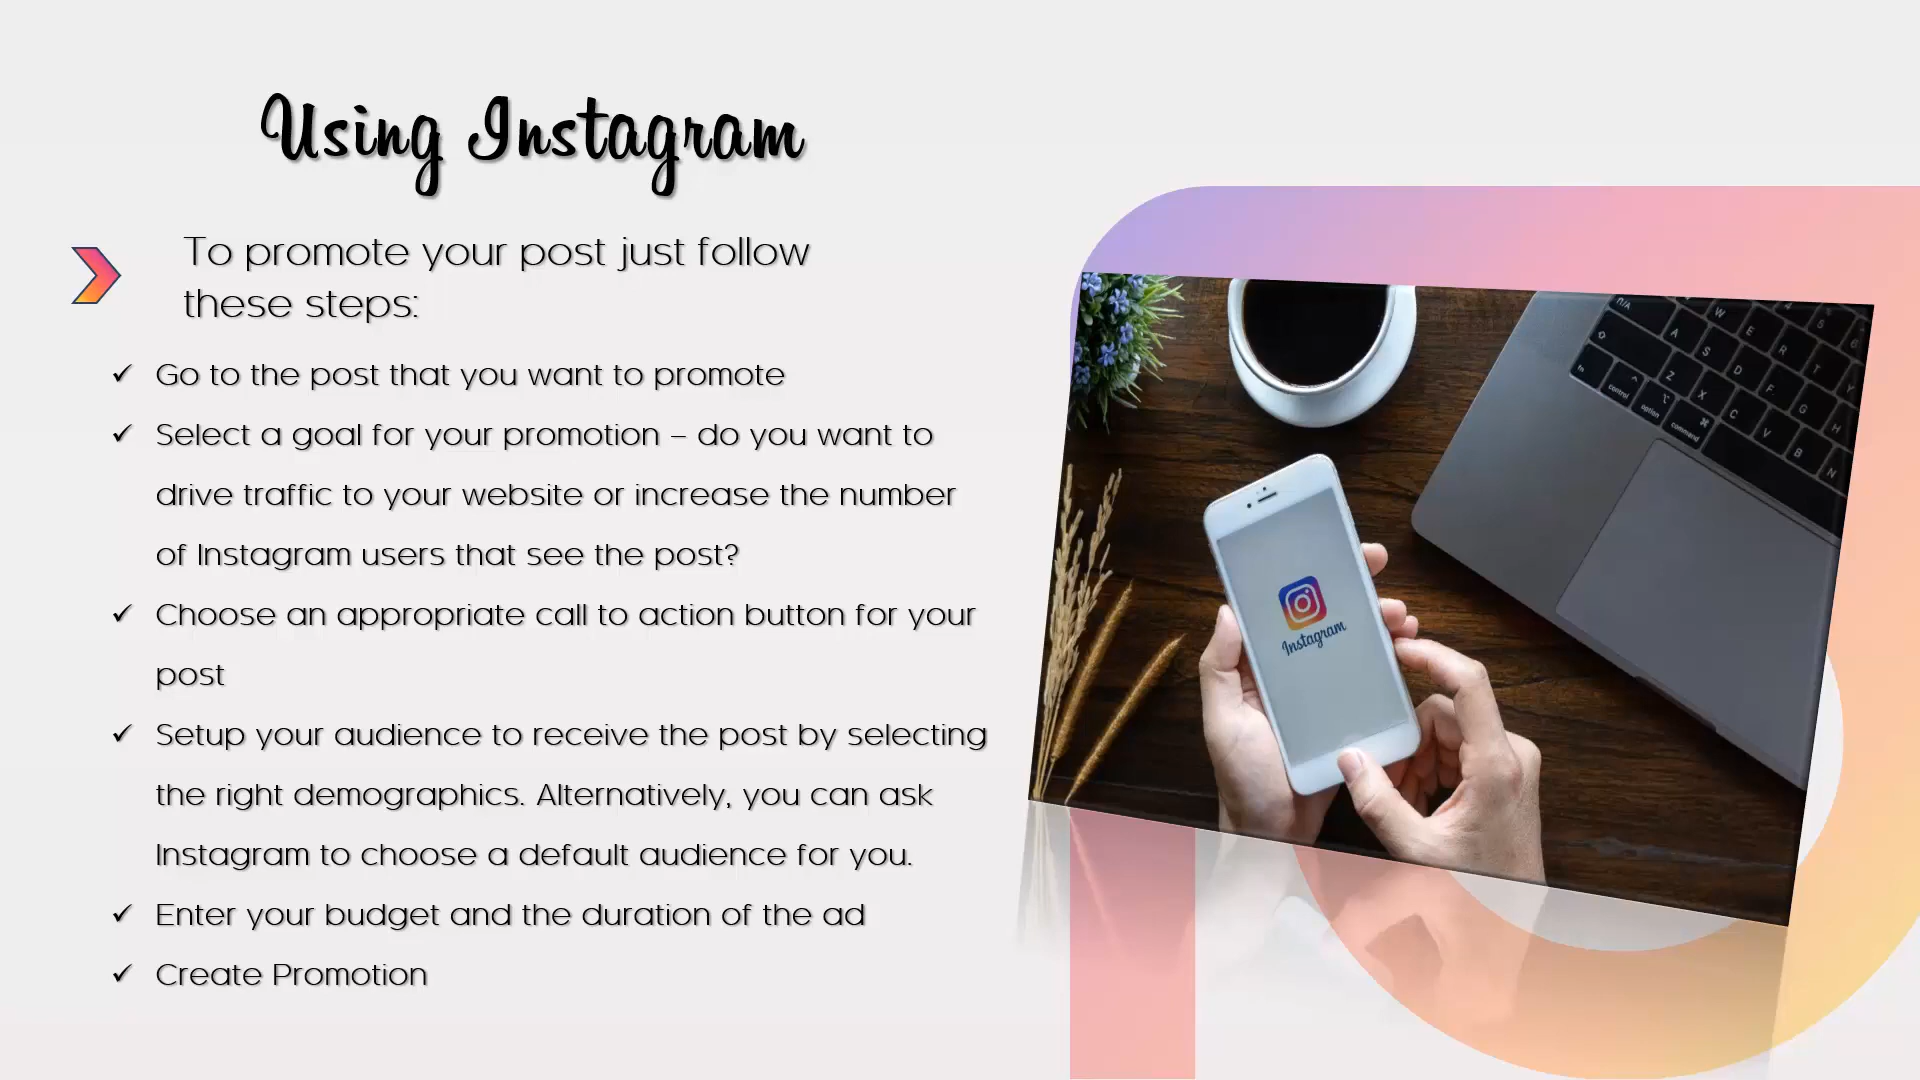 Using Instagram
To promote your post just follow
these steps:
✓ Go to the post that you want to promote
✓ Select a goal for your promotion – do you want to
drive traffic to your website or increase the number
of Instagram users that see the post?
✓ Choose an appropriate call to action button for your
post
✓ Setup your audience to receive the post by selecting
the right demographics. Alternatively, you can ask
Instagram to choose a default audience for you.
✓ Enter your budget and the duration of the ad
✓ Create Promotion
Instagram
W E R T Y
A S D F G H
Z X C V B N
fn control option command